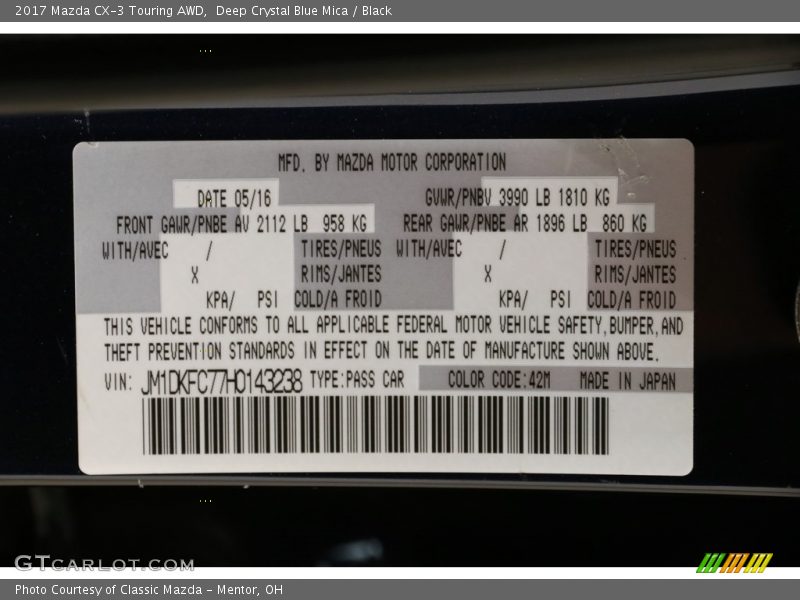 2017 Mazda CX-3 Touring AWD,  Deep Crystal Blue Mica / Black
MFD. BY MAZDA MOTOR CORPORATION
DATE 05/16 GVWR/PNBV 3990 LB 1810 KG
FRONT GAWR/PNBE AV 2112 LB 958 KG REAR GAWR/PNBE AR 1896 LB 860 KG
WITH/AVEC / TIRES/PNEUS WITH/AVEC / TIRES/PNEUS
X RIMS/JANTES X RIMS/JANTES
KPA/ PSI COLD/A FROID KPA/ PSI COLD/A FROID
THIS VEHICLE CONFORMS TO ALL APPLICABLE FEDERAL MOTOR VEHICLE SAFETY,BUMPER,AND
THEFT PREVENTION STANDARDS IN EFFECT ON THE DATE OF MANUFACTURE SHOWN ABOVE.
VIN: JM1DKFC77H0143238 TYPE:PASS CAR COLOR CODE:42M MADE IN JAPAN
GTCARLOT.COM
Photo Courtesy of Classic Mazda - Mentor, OH